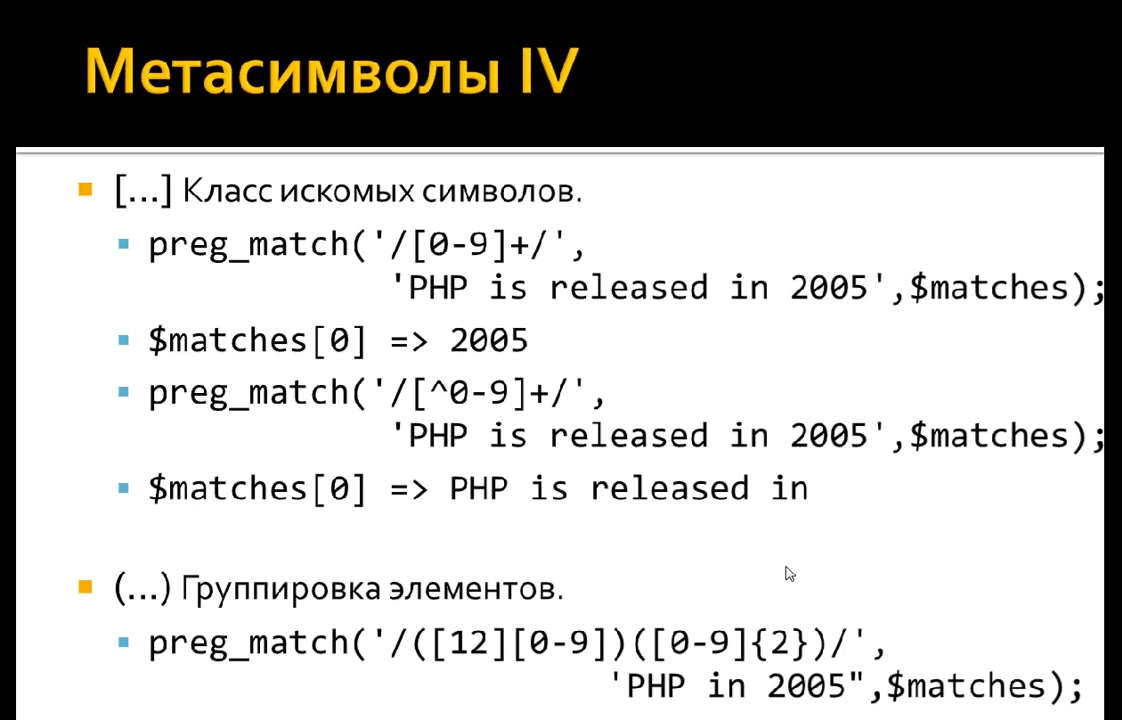 Метасимволы IV
[...] Класс искомых символов.
preg_match('/[0-9]+/',
'PHP is released in 2005',$matches);
$matches[0] => 2005
preg_match('/[^0-9]+/',
'PHP is released in 2005',$matches);
$matches[0] => PHP is released in
(...) Группировка элементов.
preg_match('/([12][0-9])([0-9]{2})/',
'PHP in 2005",$matches);